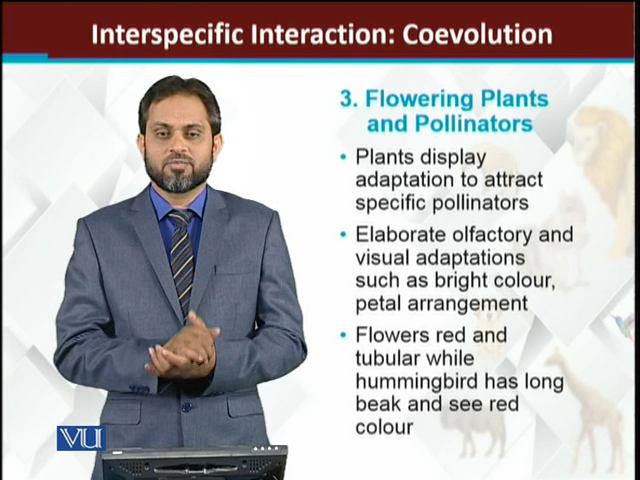 Interspecific Interaction: Coevolution
3. Flowering Plants
and Pollinators
• Plants display
adaptation to attract
specific pollinators
• Elaborate olfactory and
visual adaptations
such as bright colour,
petal arrangement
• Flowers red and
tubular while
hummingbird has long
beak and see red
colour
VU